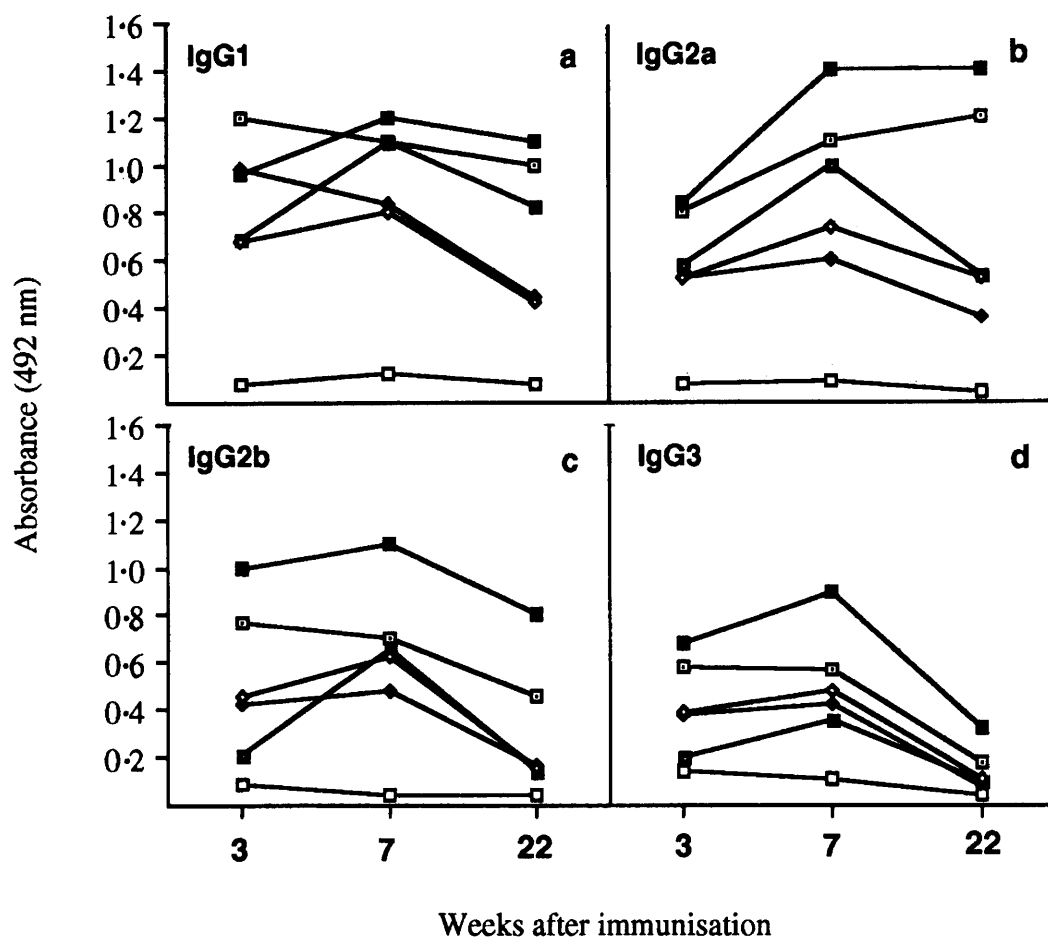 1·6
1·4
1·2
1·0
0·8
0·6
0·4
0·2
IgG1
a
IgG2a
b
1·6
1·4
1·2
1·0
0·8
0·6
0·4
0·2
IgG2b
c
IgG3
d
Absorbance (492 nm)
3 7 22
3 7 22
Weeks after immunisation